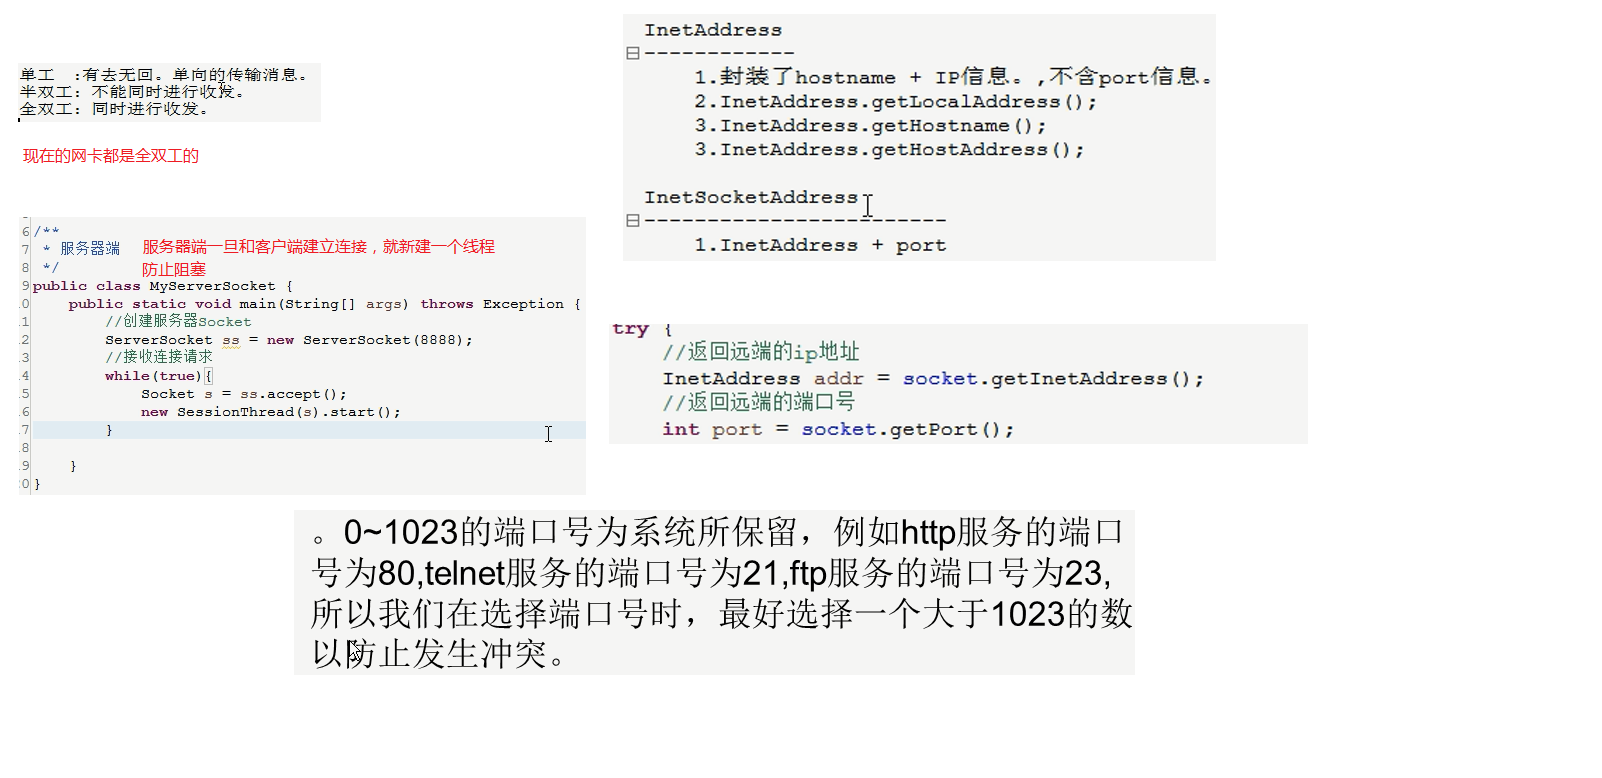 单工　:有去无回。单向的传输消息。
半双工: 不能同时进行收发。
全双工: 同时进行收发。
现在的网卡都是全双工的
InetAddress
------------
1.封装了hostname + IP信息。,不含port信息。
2.InetAddress.getLocalAddress();
3.InetAddress.getHostname();
3.InetAddress.getHostAddress();
InetSocketAddress
------------------------
1.InetAddress + port
6 /**
7 * 服务器端 服务器端一旦和客户端建立连接，就新建一个线程
防止阻塞
8 */
9 public class MyServerSocket {
0 public static void main(String[] args) throws Exception {
1 //创建服务器Socket
2 ServerSocket ss = new ServerSocket(8888);
3 //接收连接请求
4 while(true){
5 Socket s = ss.accept();
6 new SessionThread(s).start();
7 }
8
9 }
0 }
try {
//返回远端的ip地址
InetAddress addr = socket.getInetAddress();
//返回远端的端口号
int port = socket.getPort();
。0~1023的端口号为系统所保留，例如http服务的端口
号为80,telnet服务的端口号为21,ftp服务的端口号为23,
所以我们在选择端口号时，最好选择一个大于1023的数
以防止发生冲突。